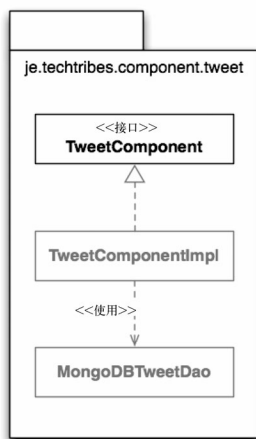 je.techtribes.component.tweet
<<接口>>
TweetComponent
TweetComponentImpl
<<使用>>
MongoDBTweetDao